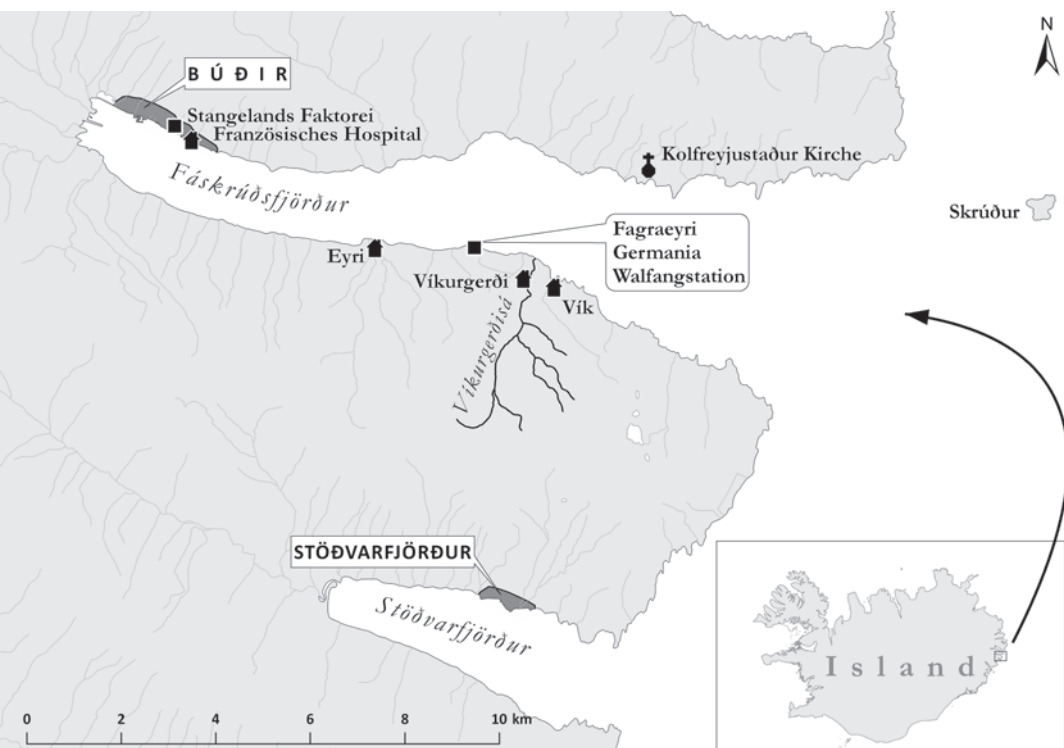 N
B Ú Ð I R
Stangelands Faktorei
Französisches Hospital
Kolfreyjustaður Kirche
Fáskrúðsfjörður
Skrúður
Fagraeyri
Germania
Walfangstation
Eyri
Víkurgerði
Vík
Víkurgerðisá
STÖÐVARFJÖRÐUR
Stöðvarfjörður
Island
0 2 4 6 8 10 km